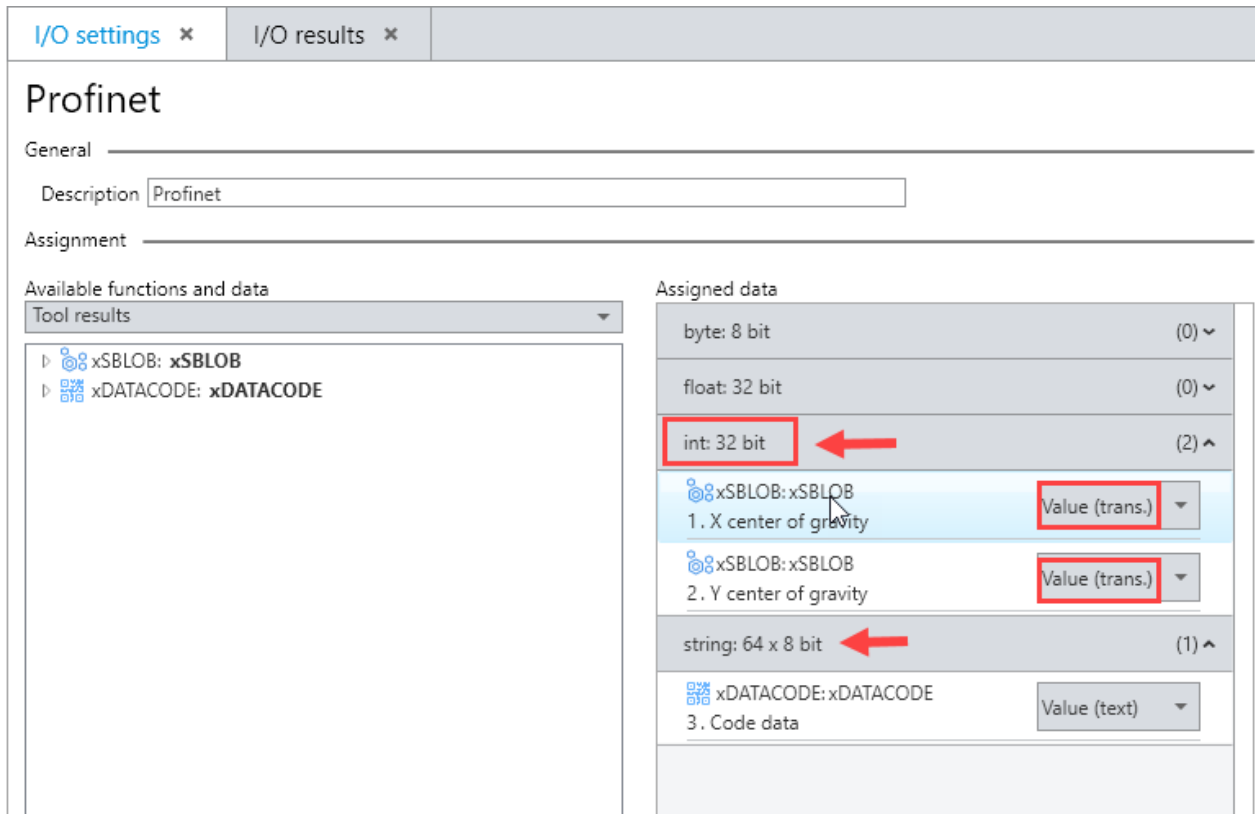 I/O settings × I/O results ×
Profinet
General
Description Profinet
Assignment
Available functions and data
Tool results
xSBLOB: xSBLOB
xDATACODE: xDATACODE
Assigned data
byte: 8 bit (0)
float: 32 bit (0)
int: 32 bit (2)
xSBLOB: xSBLOB
1. X center of gravity Value (trans.)
xSBLOB: xSBLOB
2. Y center of gravity Value (trans.)
string: 64 x 8 bit (1)
xDATACODE: xDATACODE
3. Code data Value (text)